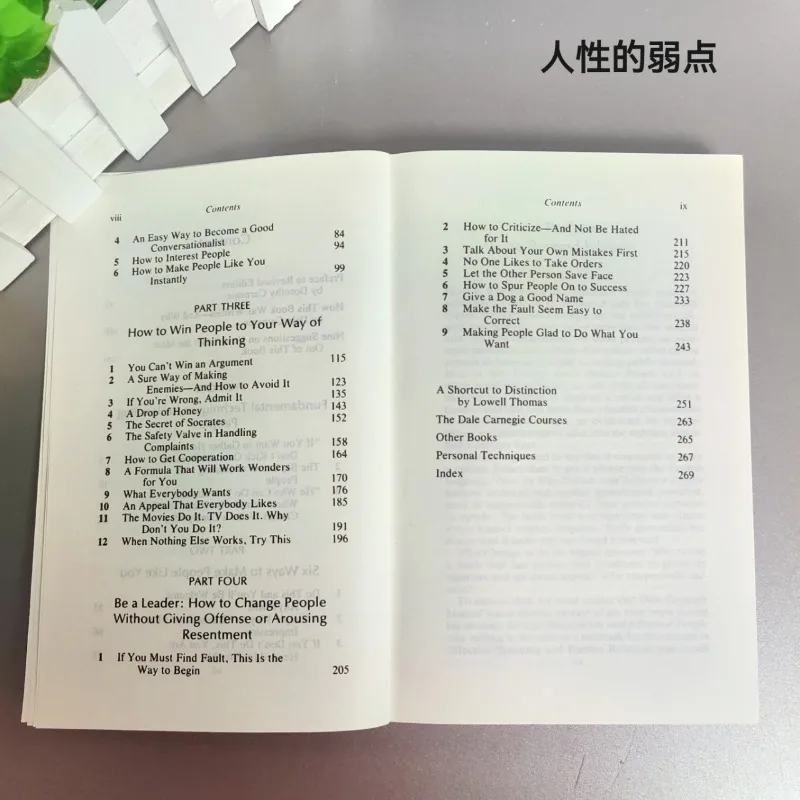 人性的弱点
viii
Contents
4 An Easy Way to Become a Good
Conversationalist 84
5 How to Interest People 94
6 How to Make People Like You
Instantly 99
PART THREE
How to Win People to Your Way of
Thinking
1 You Can't Win an Argument 115
2 A Sure Way of Making
Enemies—And How to Avoid It 123
3 If You're Wrong, Admit It 135
4 A Drop of Honey 143
5 The Secret of Socrates 152
6 The Safety Valve in Handling
Complaints 158
7 How to Get Cooperation 164
8 A Formula That Will Work Wonders
for You 170
9 What Everybody Wants 176
10 An Appeal That Everybody Likes 185
11 The Movies Do It. TV Does It. Why
Don't You Do It? 191
12 When Nothing Else Works, Try This 196
PART FOUR
Be a Leader: How to Change People
Without Giving Offense or Arousing
Resentment
1 If You Must Find Fault, This Is the
Way to Begin 205
Contents
ix
2 How to Criticize—And Not Be Hated
for It 211
3 Talk About Your Own Mistakes First 215
4 No One Likes to Take Orders 220
5 Let the Other Person Save Face 223
6 How to Spur People On to Success 227
7 Give a Dog a Good Name 233
8 Make the Fault Seem Easy to
Correct 238
9 Making People Glad to Do What You
Want 243
A Shortcut to Distinction
by Lowell Thomas 251
The Dale Carnegie Courses 263
Other Books 265
Personal Techniques 267
Index 269